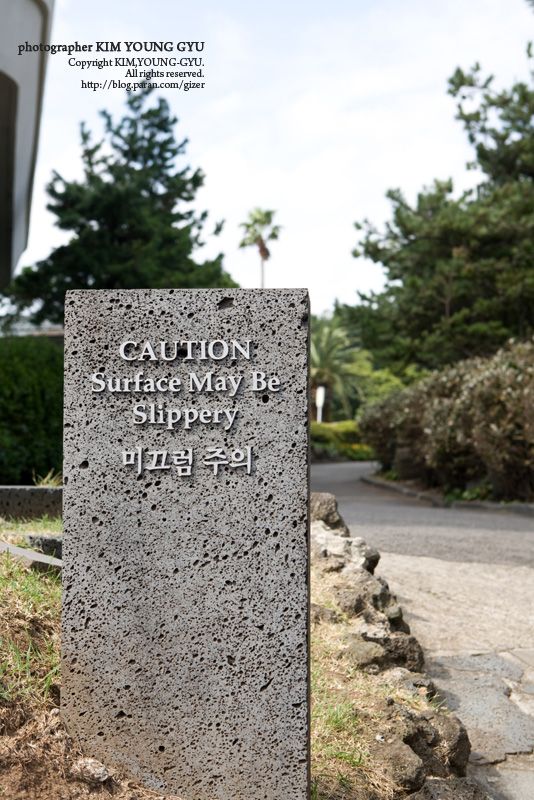 photographer KIM YOUNG GYU
Copyright KIM,YOUNG-GYU.
All rights reserved.
http://blog.paran.com/gizer
CAUTION
Surface May Be
Slippery
미끄럼 주의